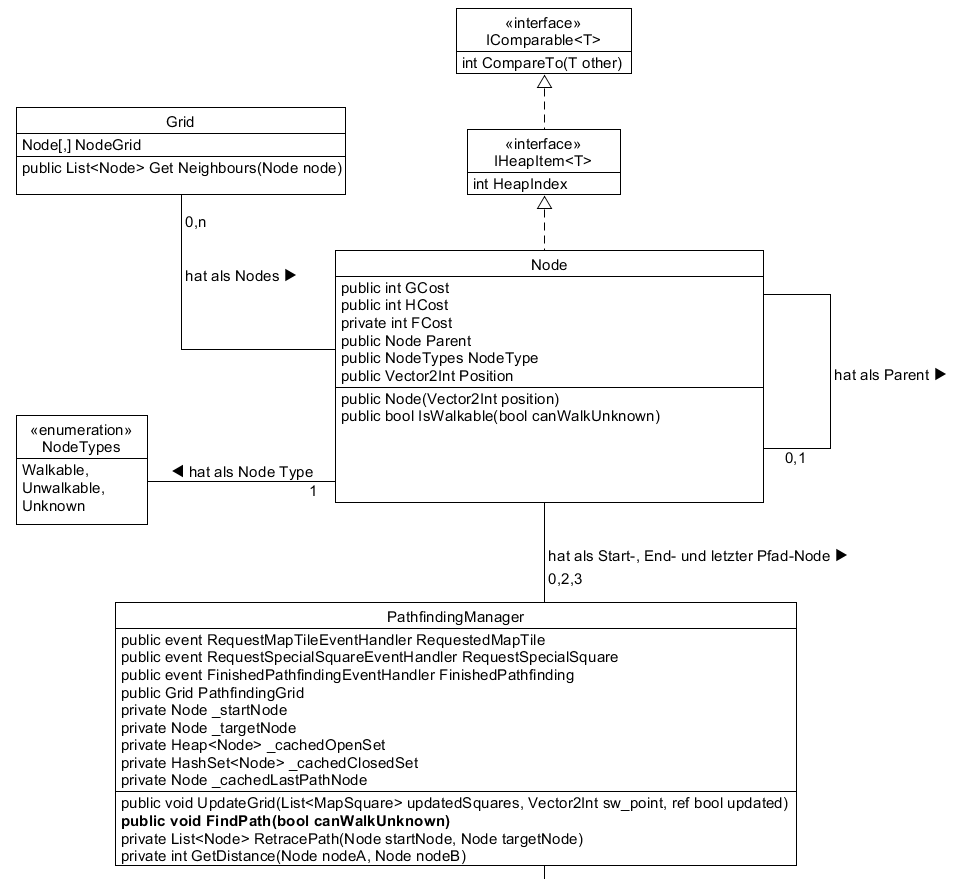 «interface»
IComparable<T>
int CompareTo(T other)
Grid
Node[,] NodeGrid
public List<Node> Get Neighbours(Node node)
«interface»
IHeapItem<T>
int HeapIndex
0,n
hat als Nodes ▶
Node
public int GCost
public int HCost
private int FCost
public Node Parent
public NodeTypes NodeType
public Vector2Int Position
public Node(Vector2Int position)
public bool IsWalkable(bool canWalkUnknown)
hat als Parent ▶
0,1
«enumeration»
NodeTypes
Walkable,
Unwalkable,
Unknown
◀ hat als Node Type
1
hat als Start-, End- und letzter Pfad-Node ▶
0,2,3
PathfindingManager
public event RequestMapTileEventHandler RequestedMapTile
public event RequestSpecialSquareEventHandler RequestSpecialSquare
public event FinishedPathfindingEventHandler FinishedPathfinding
public Grid PathfindingGrid
private Node _startNode
private Node _targetNode
private Heap<Node> _cachedOpenSet
private HashSet<Node> _cachedClosedSet
private Node _cachedLastPathNode
public void UpdateGrid(List<MapSquare> updatedSquares, Vector2Int sw_point, ref bool updated)
public void FindPath(bool canWalkUnknown)
private List<Node> RetracePath(Node startNode, Node targetNode)
private int GetDistance(Node nodeA, Node nodeB)